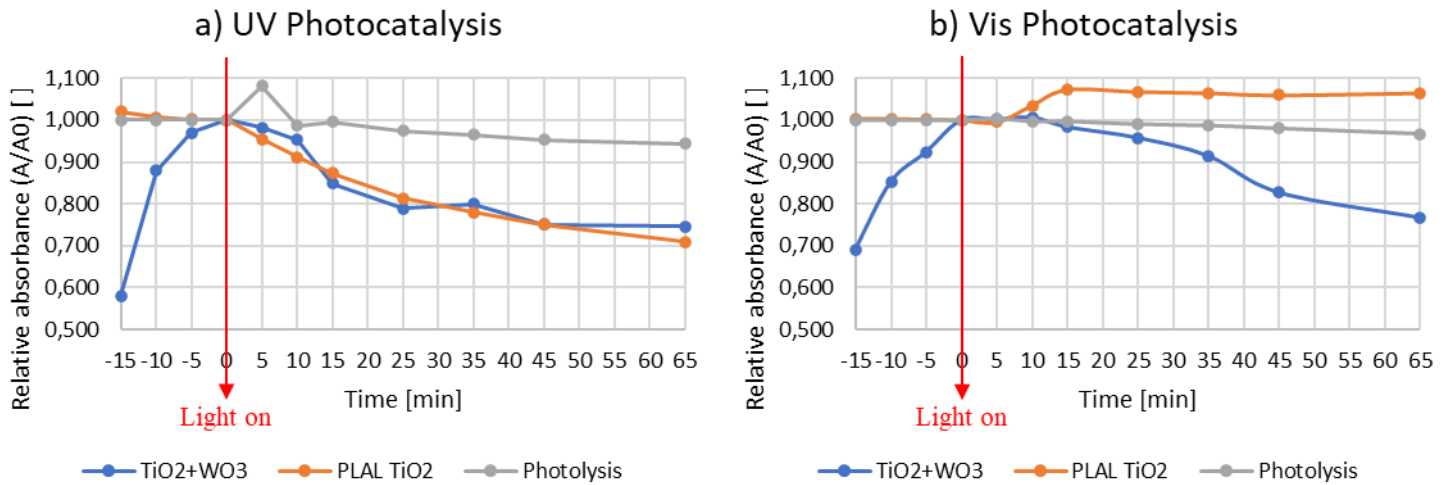 a) UV Photocatalysis
Relative absorbance (A/A0) [ ]
1,100
1,000
0,900
0,800
0,700
0,600
0,500
-15 -10 -5 0 5 10 15 20 25 30 35 40 45 50 55 60 65
Time [min]
Light on
TiO2+WO3 PLAL TiO2 Photolysis
b) Vis Photocatalysis
Relative absorbance (A/A0) [ ]
1,100
1,000
0,900
0,800
0,700
0,600
0,500
-15 -10 -5 0 5 10 15 20 25 30 35 40 45 50 55 60 65
Time [min]
Light on
TiO2+WO3 PLAL TiO2 Photolysis